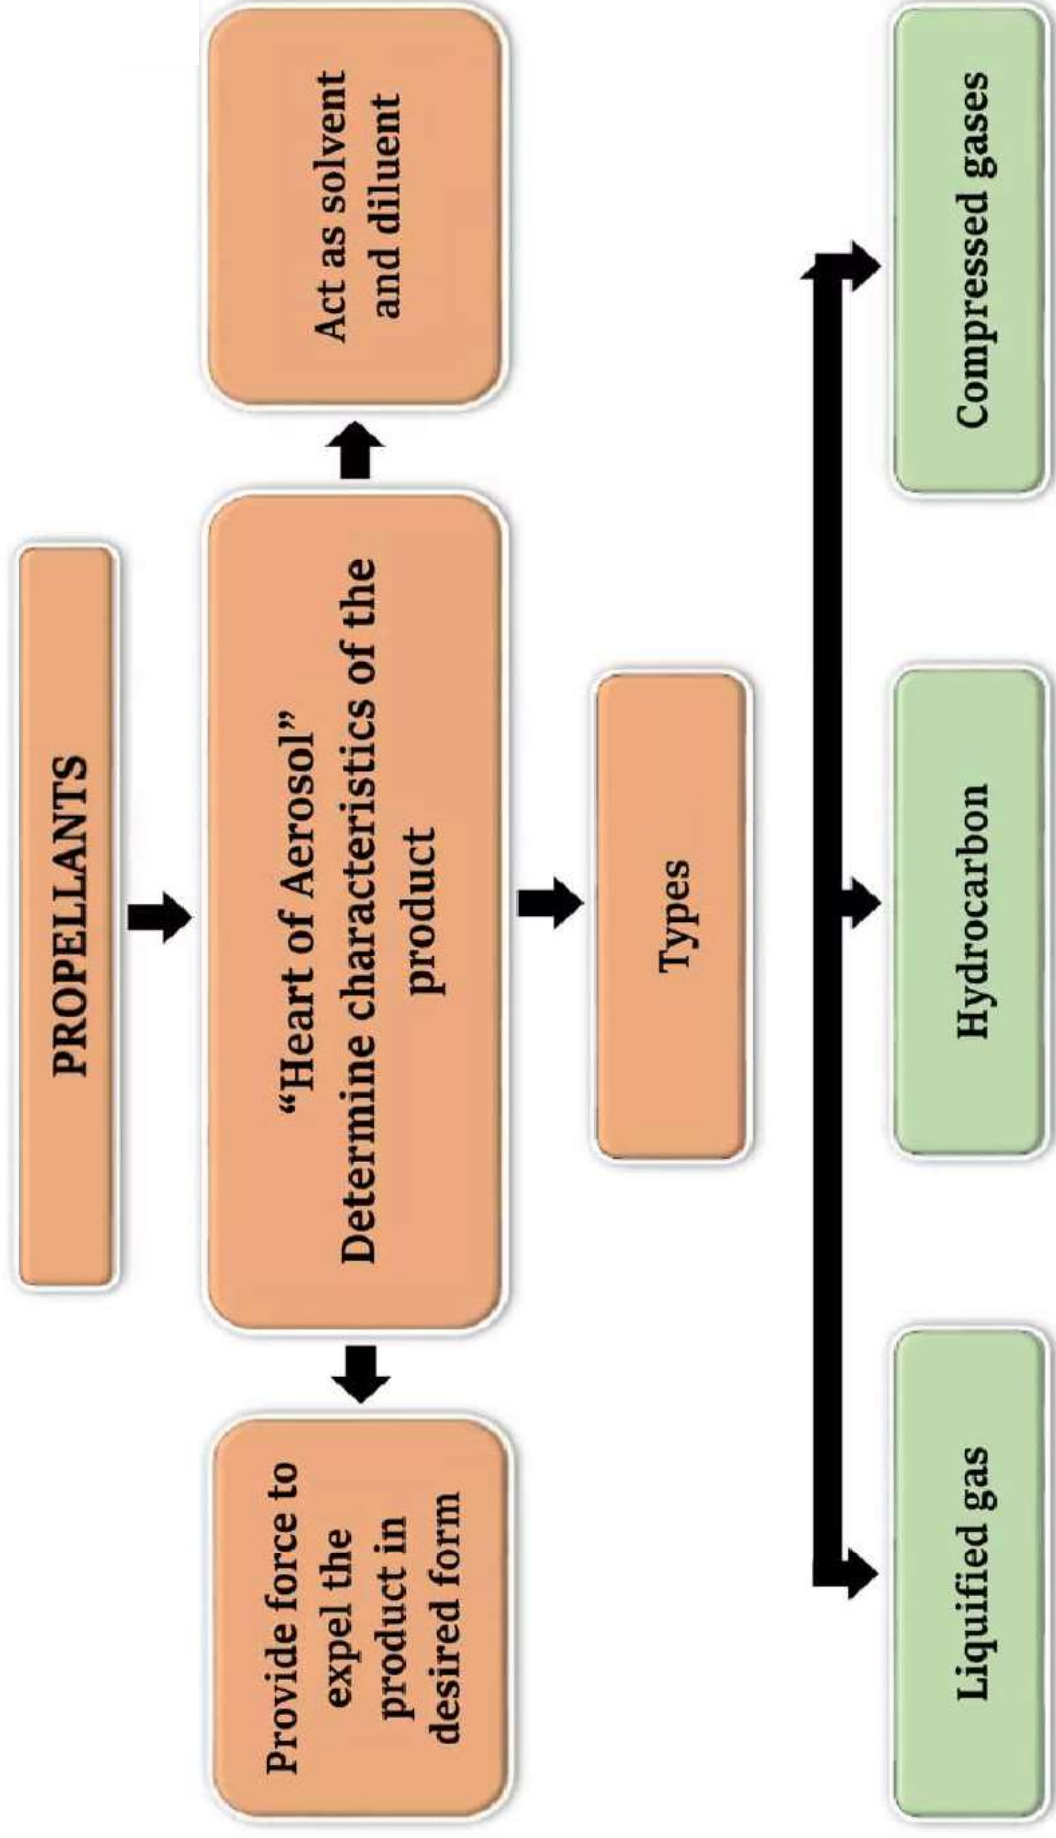 PROPELLANTS
Provide force to
expel the
product in
desired form
“Heart of Aerosol”
Determine characteristics of the
product
Act as solvent
and diluent
Types
Liquified gas
Hydrocarbon
Compressed gases